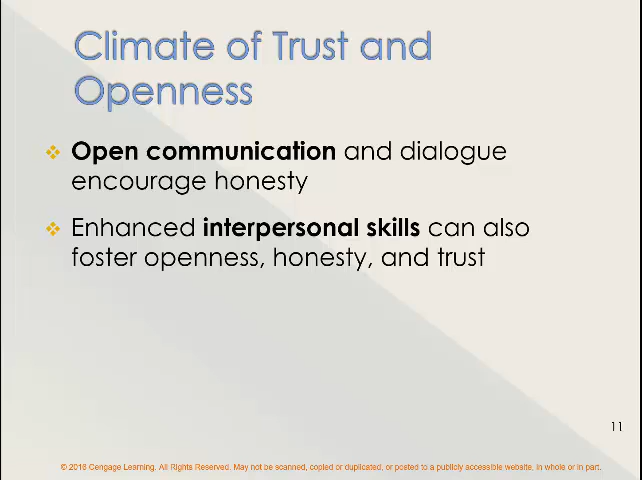 Climate of Trust and
Openness
Open communication and dialogue
encourage honesty
Enhanced interpersonal skills can also
foster openness, honesty, and trust
11
© 2016 Cengage Learning. All Rights Reserved. May not be scanned, copied or duplicated, or posted to a publicly accessible website, in whole or in part.